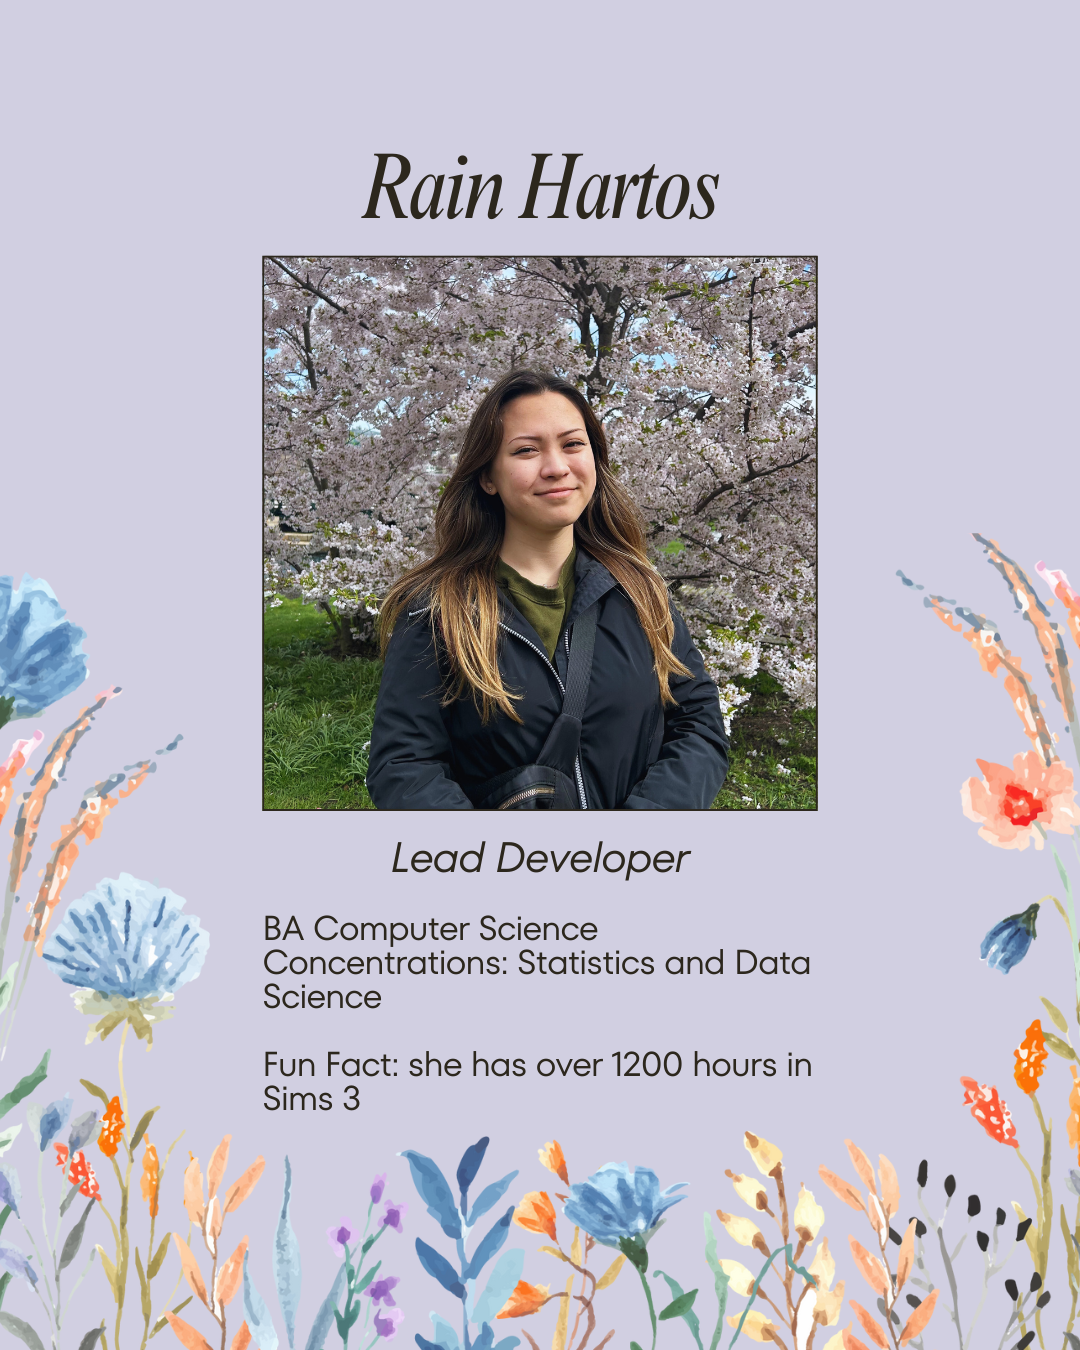 Rain Hartos
Lead Developer
BA Computer Science
Concentrations: Statistics and Data
Science
Fun Fact: she has over 1200 hours in
Sims 3